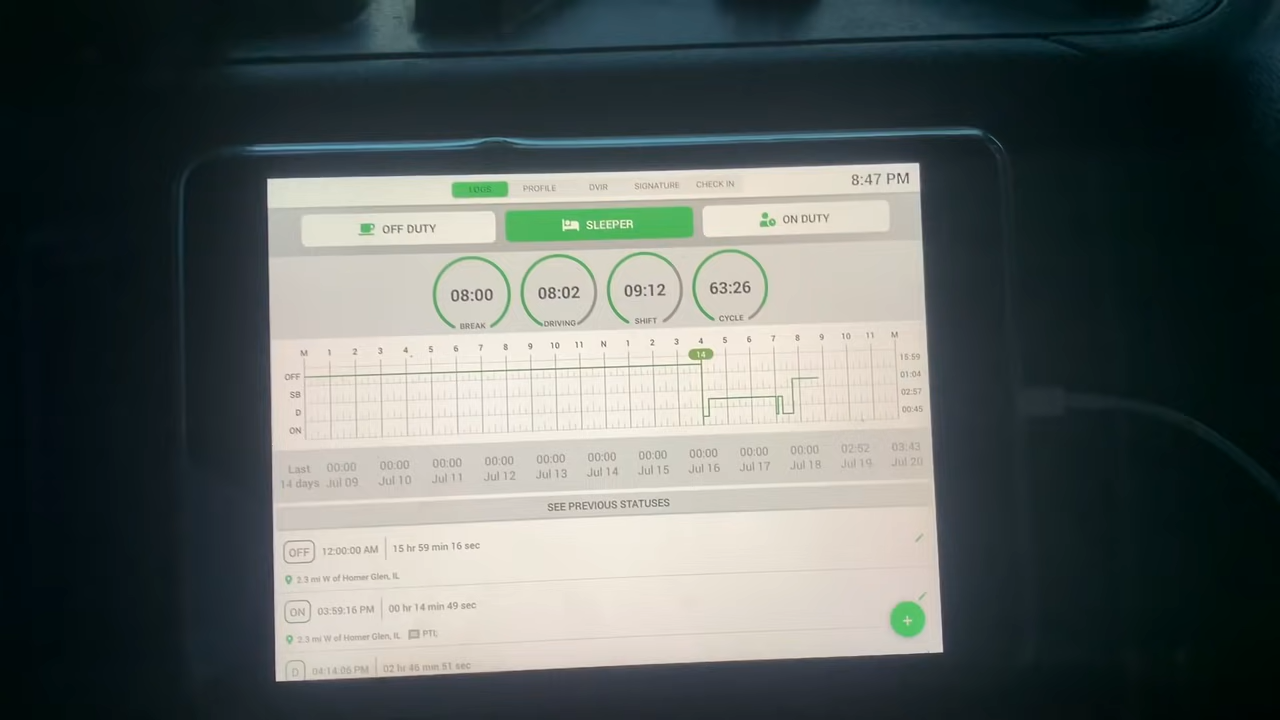 LOGS PROFILE DVIR SIGNATURE CHECK IN 8:47 PM
OFF DUTY SLEEPER ON DUTY
08:00 08:02 09:12 63:26
BREAK DRIVING SHIFT CYCLE
M 1 2 3 4 5 6 7 8 9 10 11 N 1 2 3 4 5 6 7 8 9 10 11 M
14
OFF 15:59
SB 01:04
D 02:57
ON 00:45
Last 00:00 00:00 00:00 00:00 00:00 00:00 00:00 00:00 00:00 00:00 02:52 03:43
14 days Jul 09 Jul 10 Jul 11 Jul 12 Jul 13 Jul 14 Jul 15 Jul 16 Jul 17 Jul 18 Jul 19 Jul 20
SEE PREVIOUS STATUSES
OFF 12:00:00 AM 15 hr 59 min 16 sec
2.3 mi W of Homer Glen, IL
ON 03:59:16 PM 00 hr 14 min 49 sec
2.3 mi W of Homer Glen, IL PTI,
D 04:14:06 PM 02 hr 46 min 51 sec